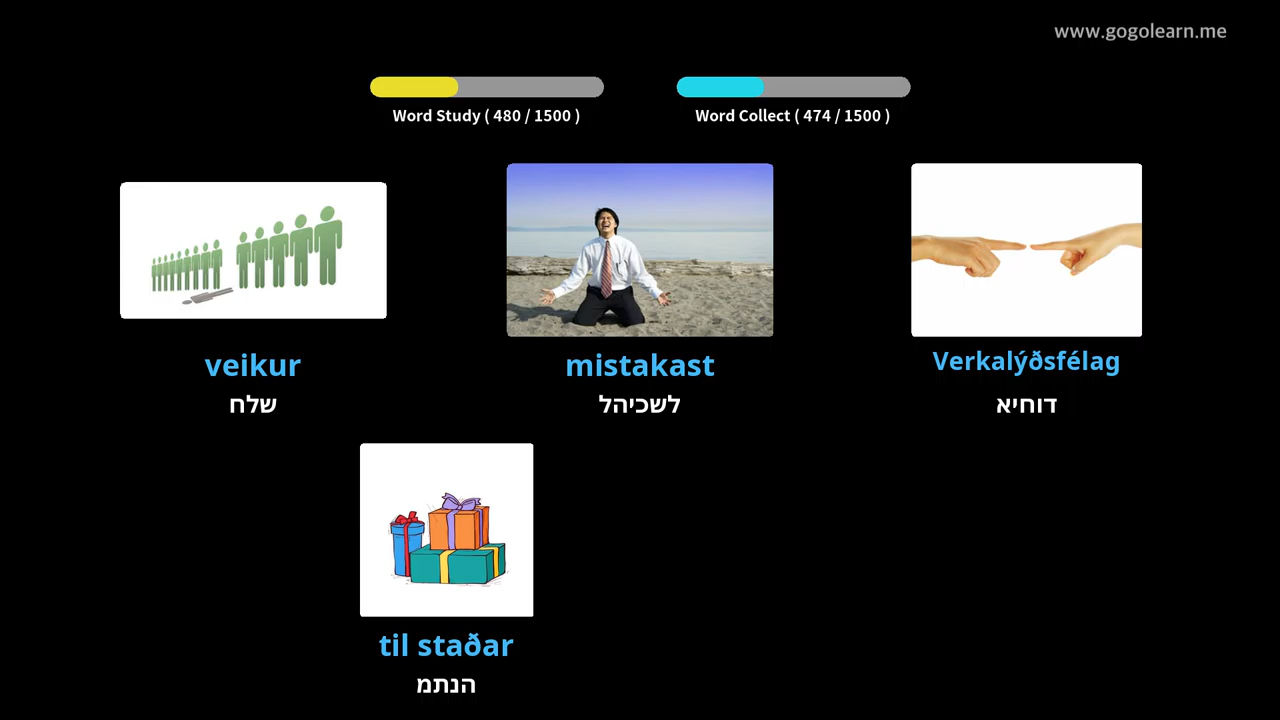 www.gogolearn.me
Word Study ( 480 / 1500 )
Word Collect ( 474 / 1500 )
veikur
שלח
mistakast
לשכיהל
Verkalýðsfélag
דוחיא
til staðar
הנתמ